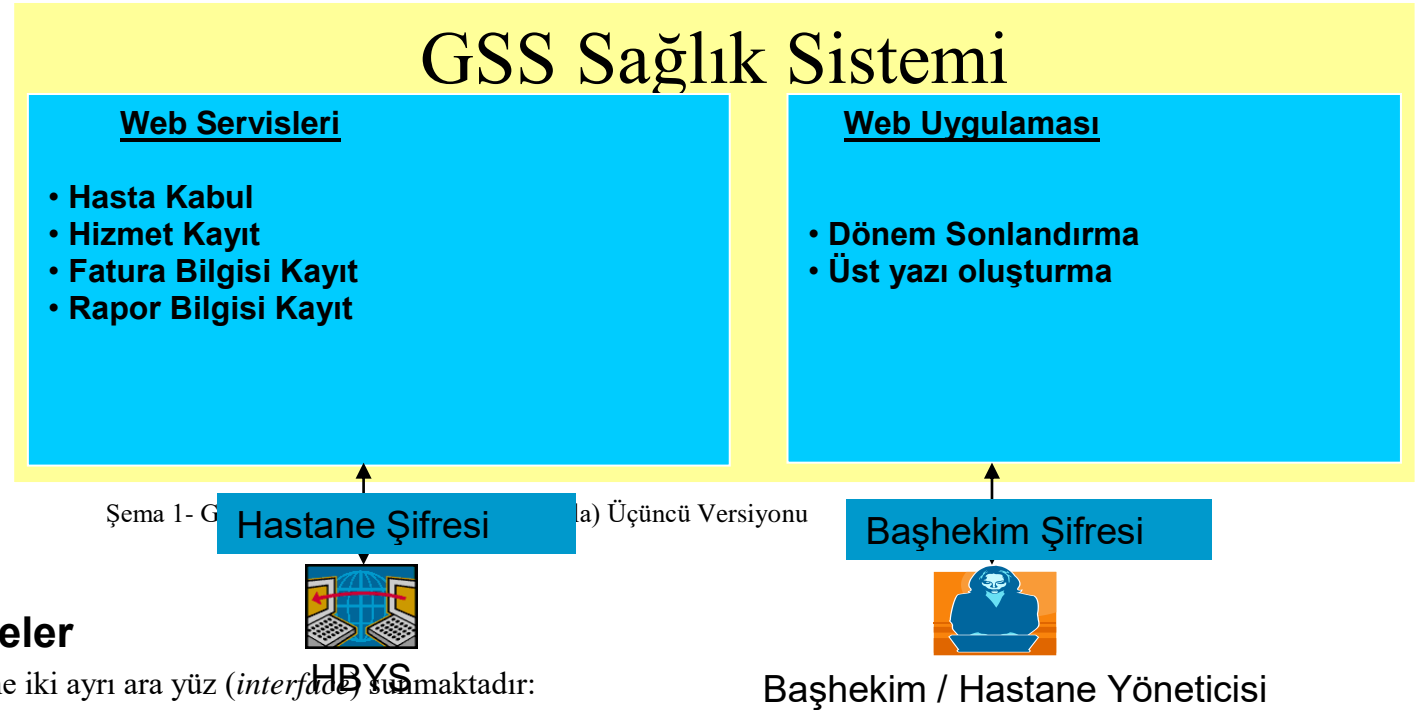 GSS Sağlık Sistemi
Web Servisleri
• Hasta Kabul
• Hizmet Kayıt
• Fatura Bilgisi Kayıt
• Rapor Bilgisi Kayıt
Web Uygulaması
• Dönem Sonlandırma
• Üst yazı oluşturma
Şema 1- G la) Üçüncü Versiyonu
Hastane Şifresi
Başhekim Şifresi
eler
HBYS
e iki ayrı ara yüz (interface) sunmaktadır:
Başhekim / Hastane Yöneticisi